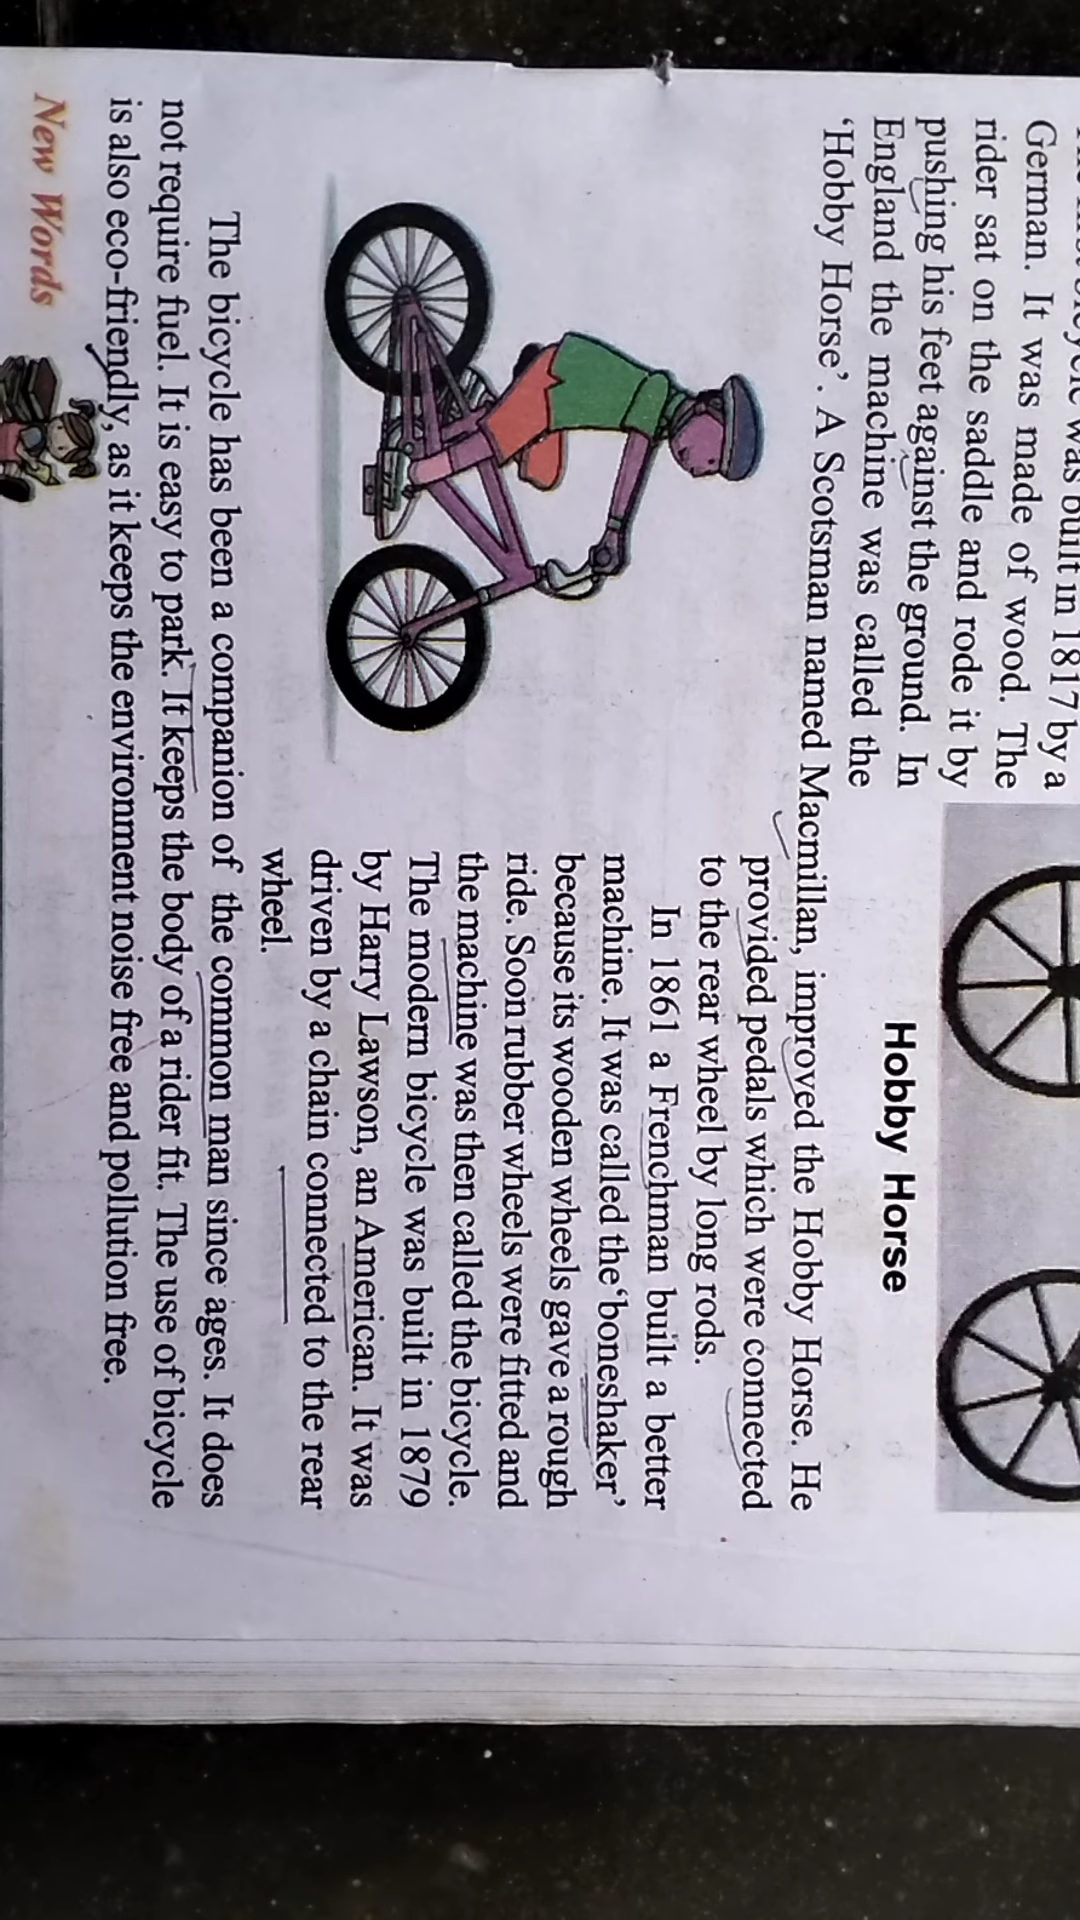 built in 1817 by a
German. It was made of wood. The
rider sat on the saddle and rode it by
pushing his feet against the ground. In
England the machine was called the
‘Hobby Horse’. A Scotsman named Macmillan, improved the Hobby Horse. He
Hobby Horse
provided pedals which were connected
to the rear wheel by long rods.
In 1861 a Frenchman built a better
machine. It was called the ‘boneshaker’
because its wooden wheels gave a rough
ride. Soon rubber wheels were fitted and
the machine was then called the bicycle.
The modern bicycle was built in 1879
by Harry Lawson, an American. It was
driven by a chain connected to the rear
wheel.
The bicycle has been a companion of the common man since ages. It does
not require fuel. It is easy to park. It keeps the body of a rider fit. The use of bicycle
is also eco-friendly, as it keeps the environment noise free and pollution free.
New Words